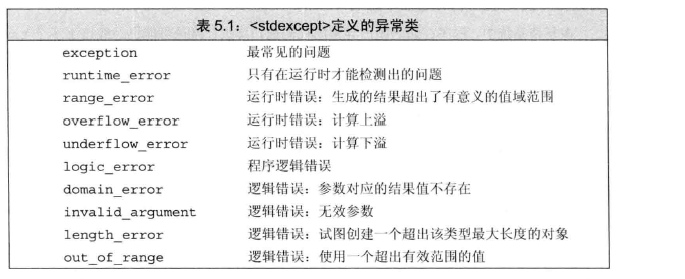 表 5.1：<stdexcept>定义的异常类
exception 最常见的问题
runtime_error 只有在运行时才能检测出的问题
range_error 运行时错误：生成的结果超出了有意义的值域范围
overflow_error 运行时错误：计算上溢
underflow_error 运行时错误：计算下溢
logic_error 程序逻辑错误
domain_error 逻辑错误：参数对应的结果值不存在
invalid_argument 逻辑错误：无效参数
length_error 逻辑错误：试图创建一个超出该类型最大长度的对象
out_of_range 逻辑错误：使用一个超出有效范围的值